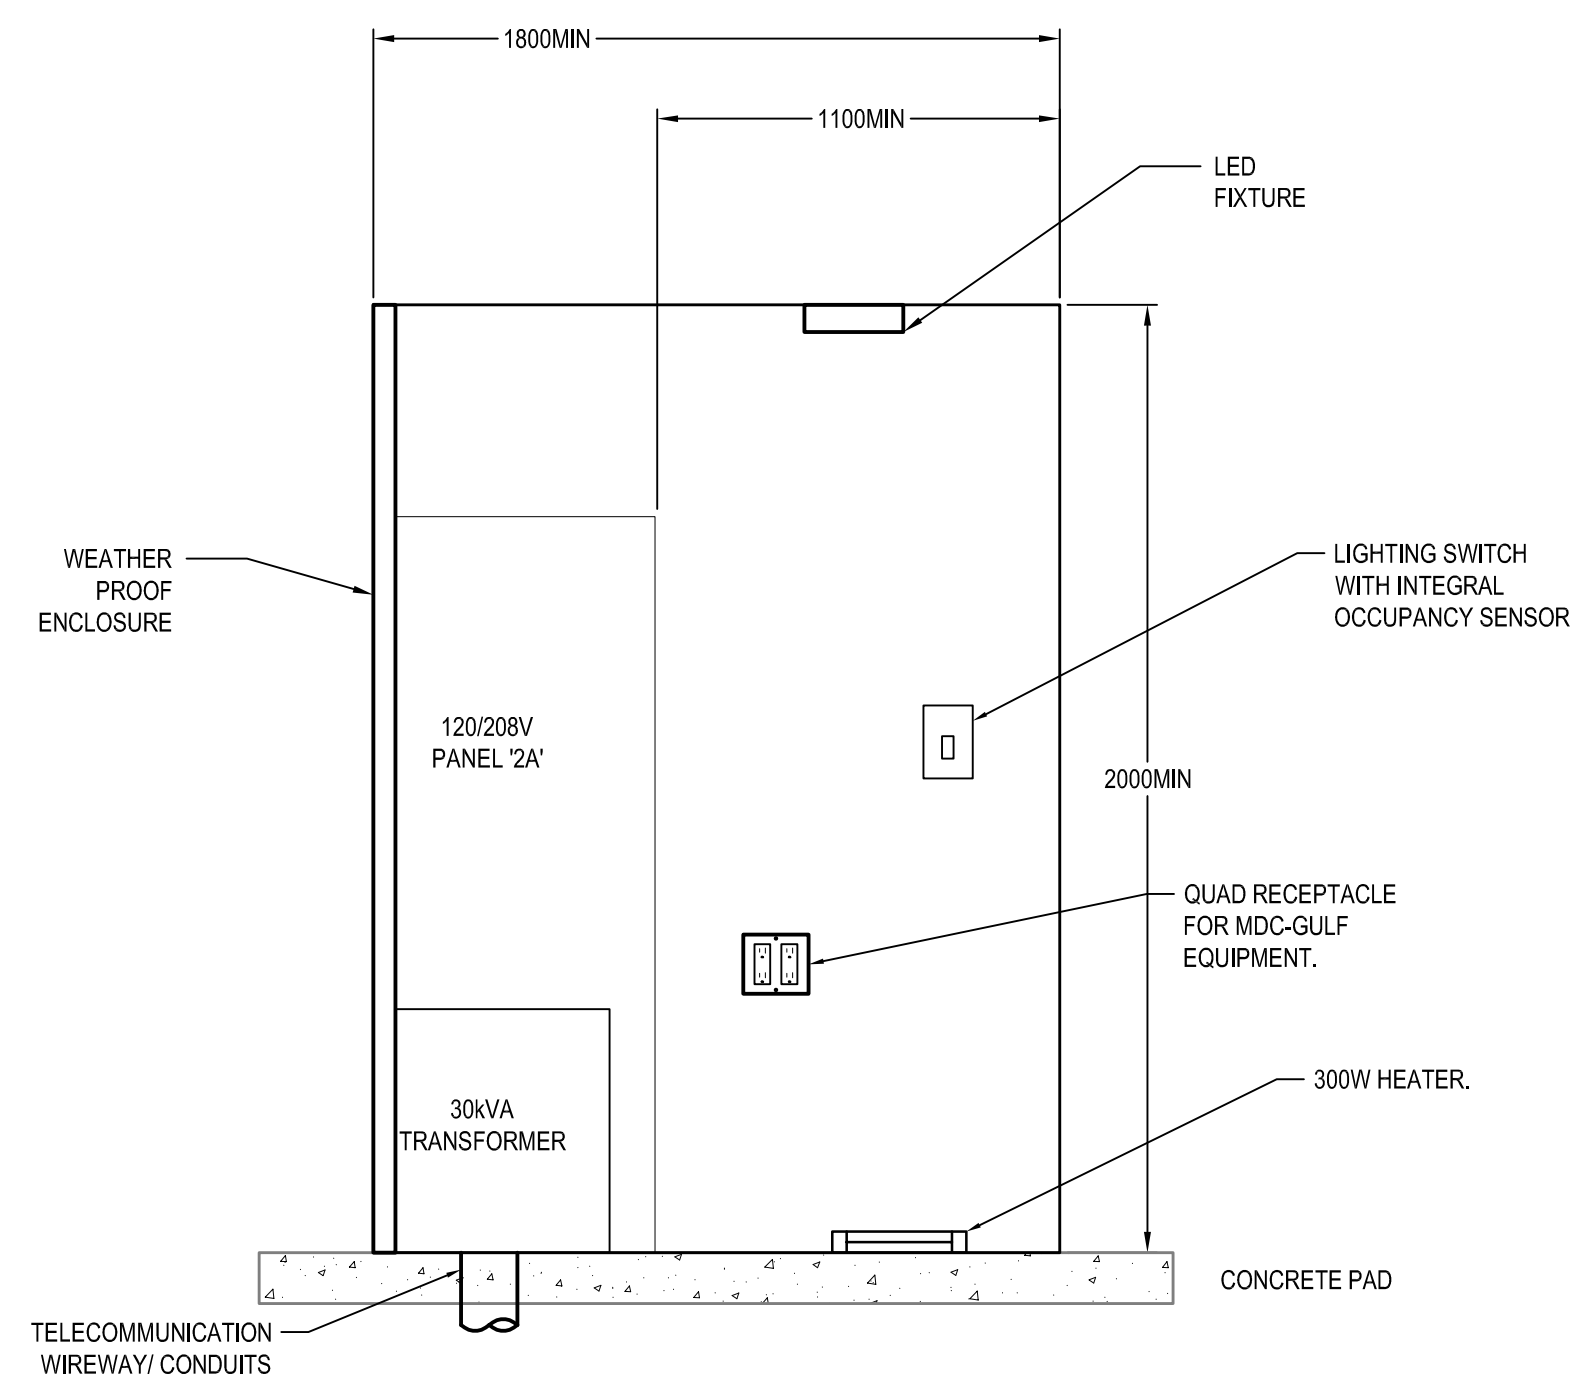 1800MIN
1100MIN
LED
FIXTURE
WEATHER
PROOF
ENCLOSURE
LIGHTING SWITCH
WITH INTEGRAL
OCCUPANCY SENSOR
120/208V
PANEL '2A'
2000MIN
QUAD RECEPTACLE
FOR MDC-GULF
EQUIPMENT.
300W HEATER.
30kVA
TRANSFORMER
CONCRETE PAD
TELECOMMUNICATION
WIREWAY/ CONDUITS